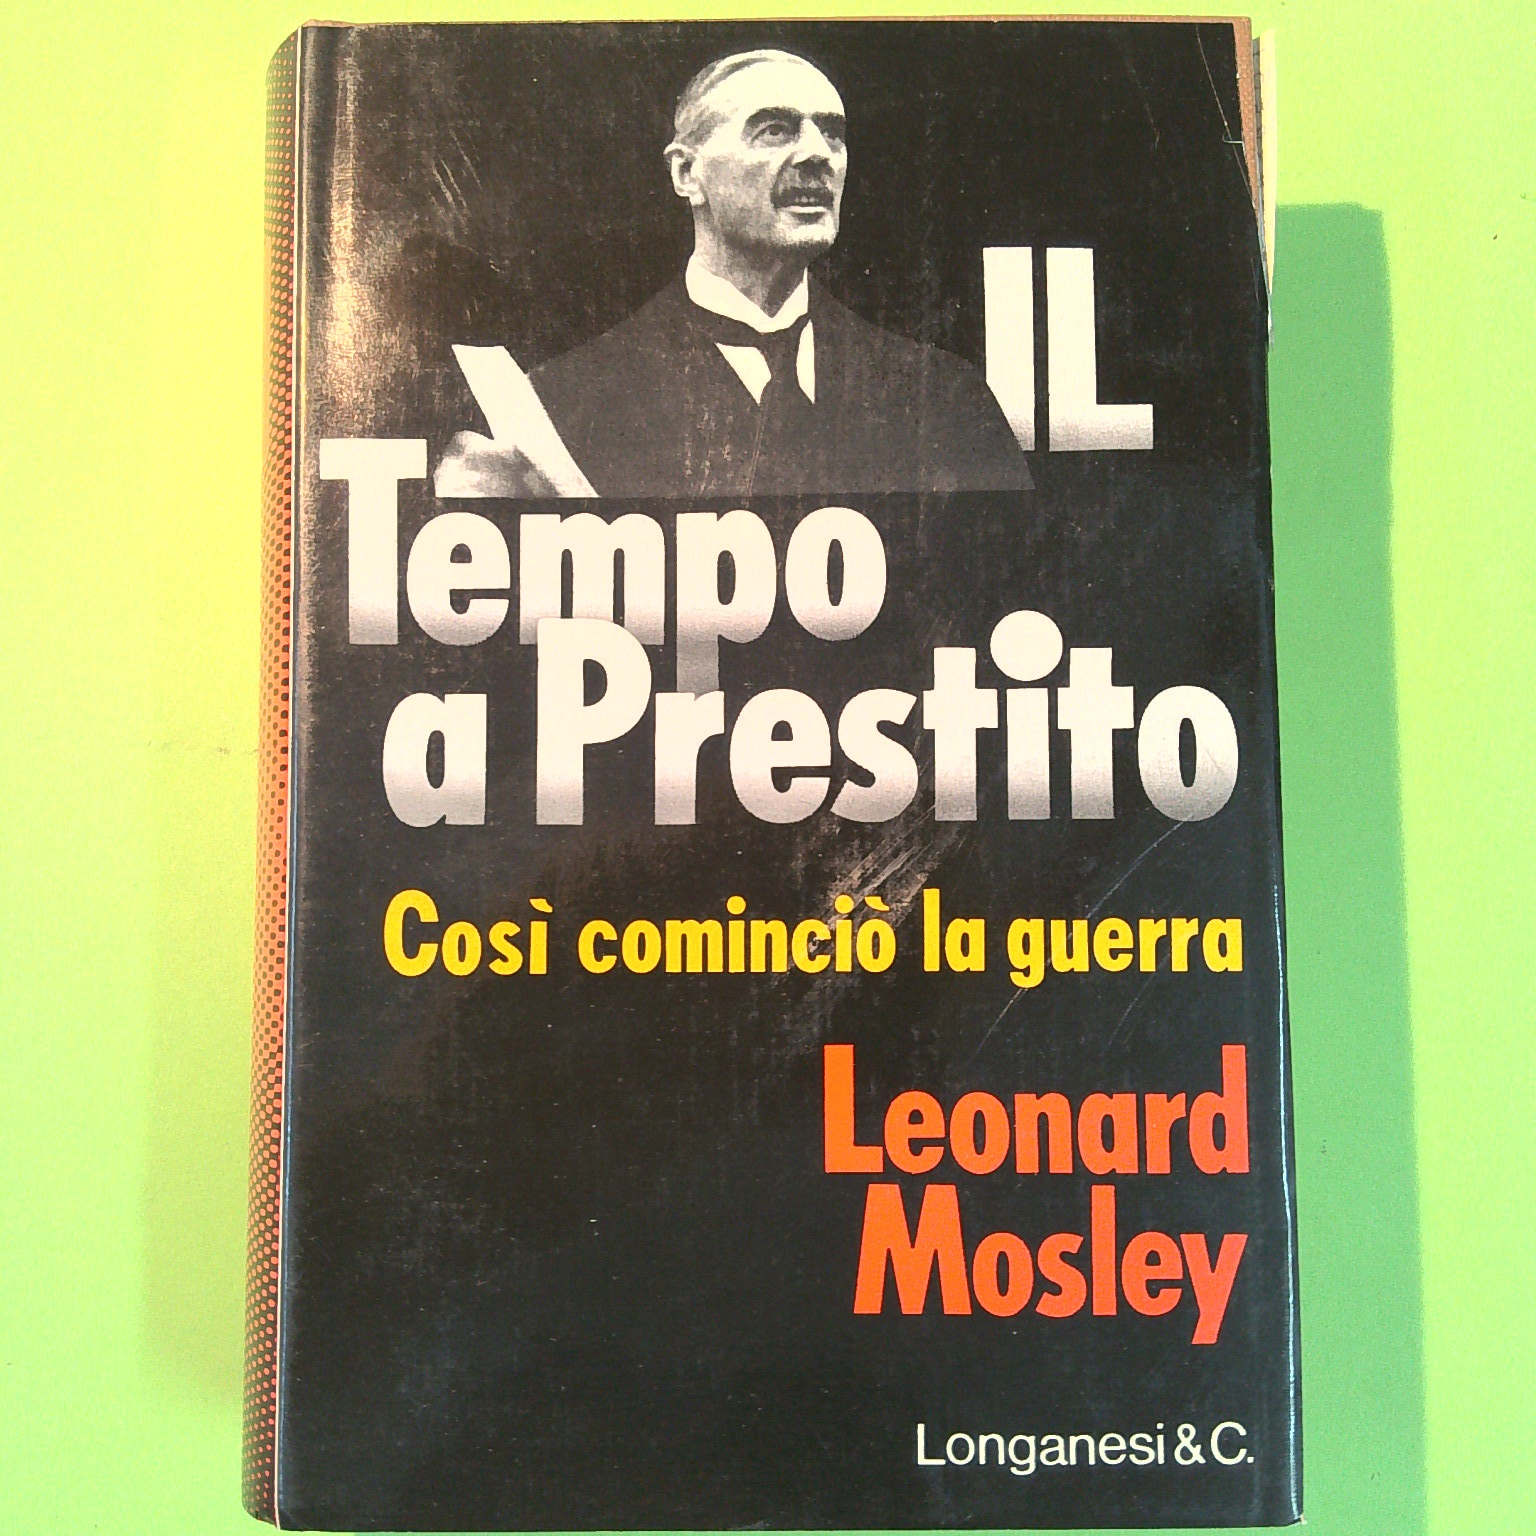 IL
Tempo
a Prestito
Così cominciò la guerra
Leonard
Mosley
Longanesi & C.